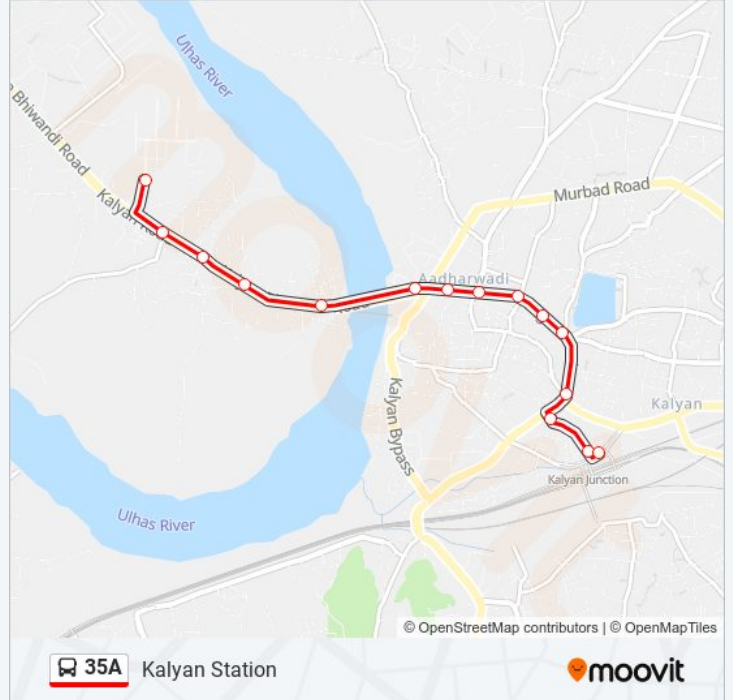 Ulhas River
Bhiwandi Road
Kalyan
Murbad Road
Aadharwadi
Kalyan Bypass
Kalyan
Kalyan Junction
Ulhas River
© OpenStreetMap contributors | © OpenMapTiles
35A Kalyan Station
moovit